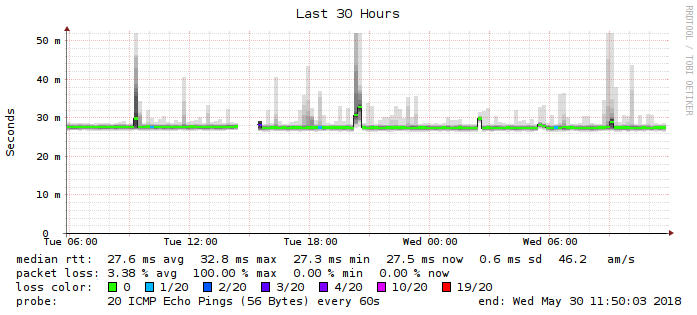 Last 30 Hours
RRDTOOL / TOBI OETIKER
Seconds
50 m
40 m
30 m
20 m
10 m
0
Tue 06:00 Tue 12:00 Tue 18:00 Wed 00:00 Wed 06:00
median rtt: 27.6 ms avg 32.8 ms max 27.3 ms min 27.5 ms now 0.6 ms sd 46.2 am/s
packet loss: 3.38 % avg 100.00 % max 0.00 % min 0.00 % now
loss color: 0 1/20 2/20 3/20 4/20 10/20 19/20
probe: 20 ICMP Echo Pings (56 Bytes) every 60s end: Wed May 30 11:50:03 2018